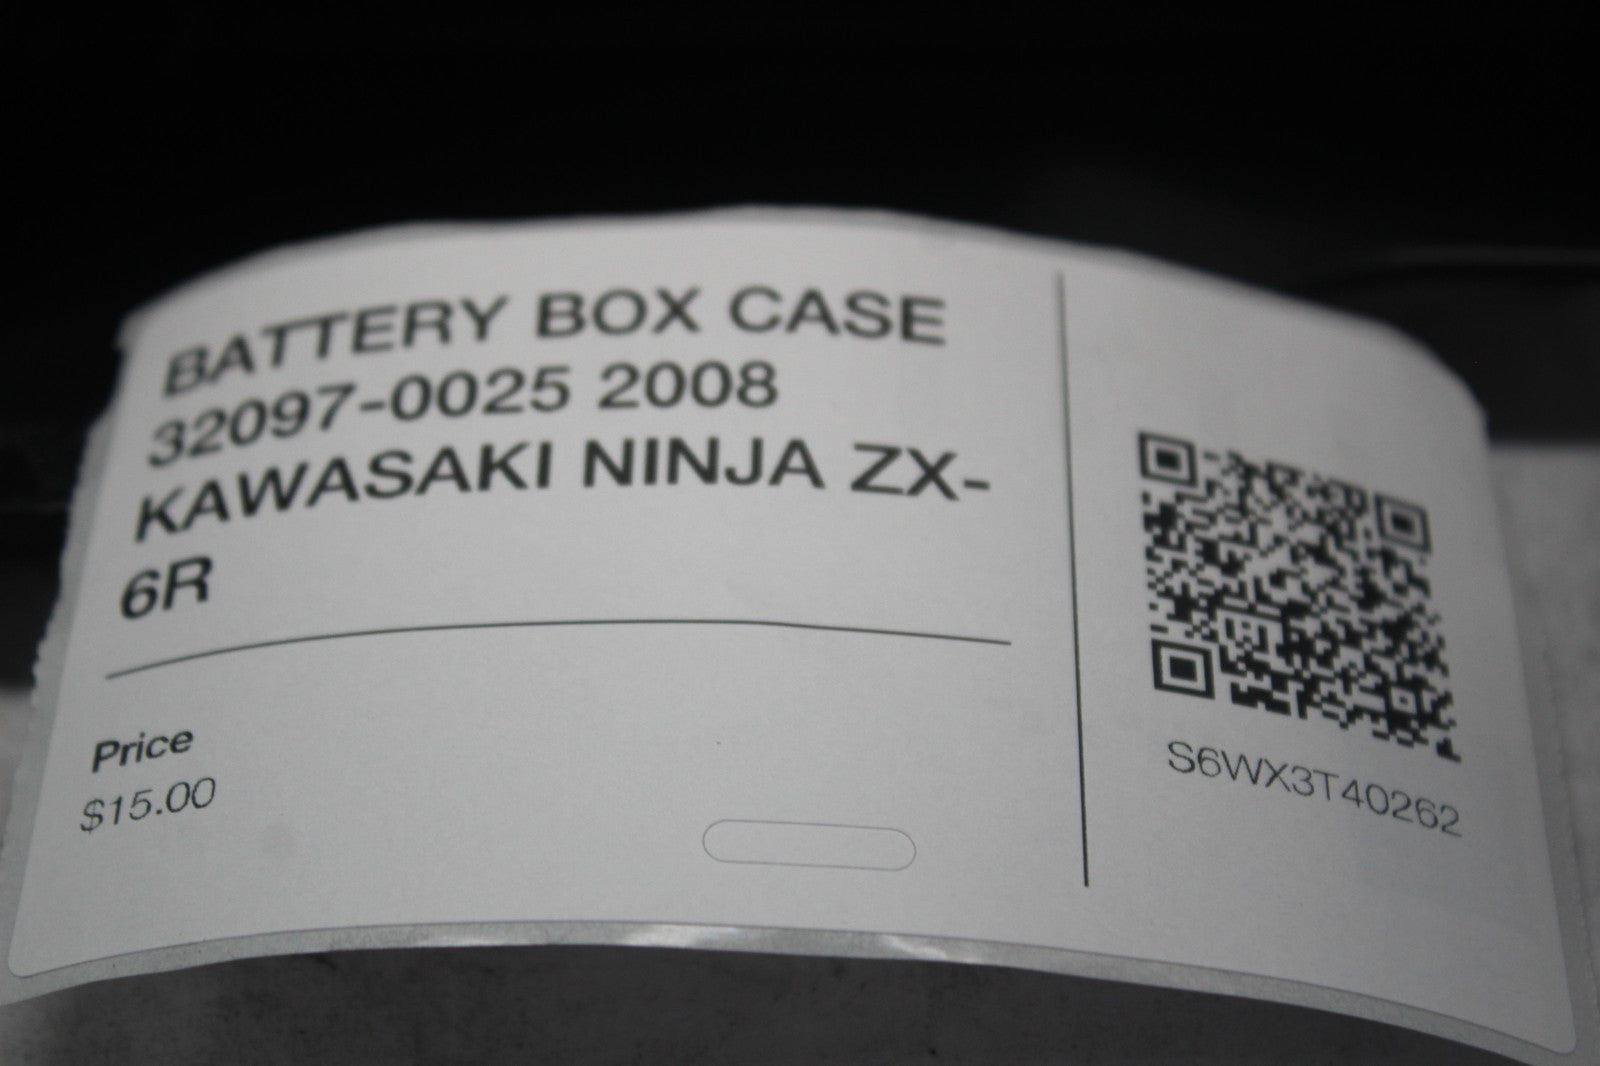 BATTERY BOX CASE
32097-0025 2008
KAWASAKI NINJA ZX-
6R
Price
$15.00
S6WX3T40262